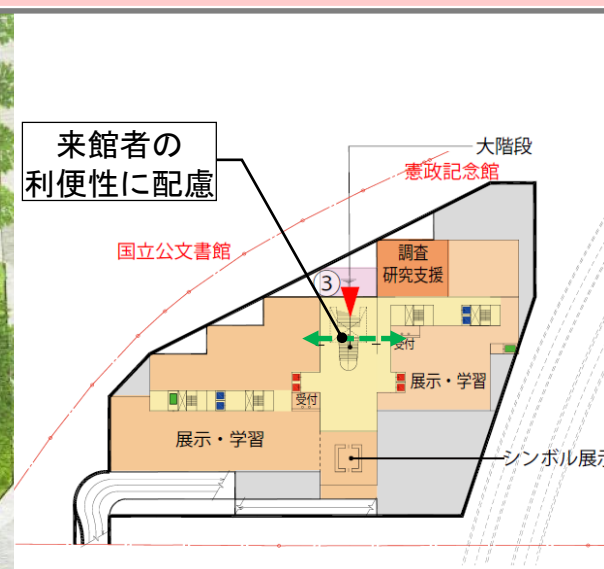 来館者の
利便性に配慮
大階段
憲政記念館
国立公文書館
調査
研究支援
③
受付
展示・学習
受付
展示・学習
シンボル展示